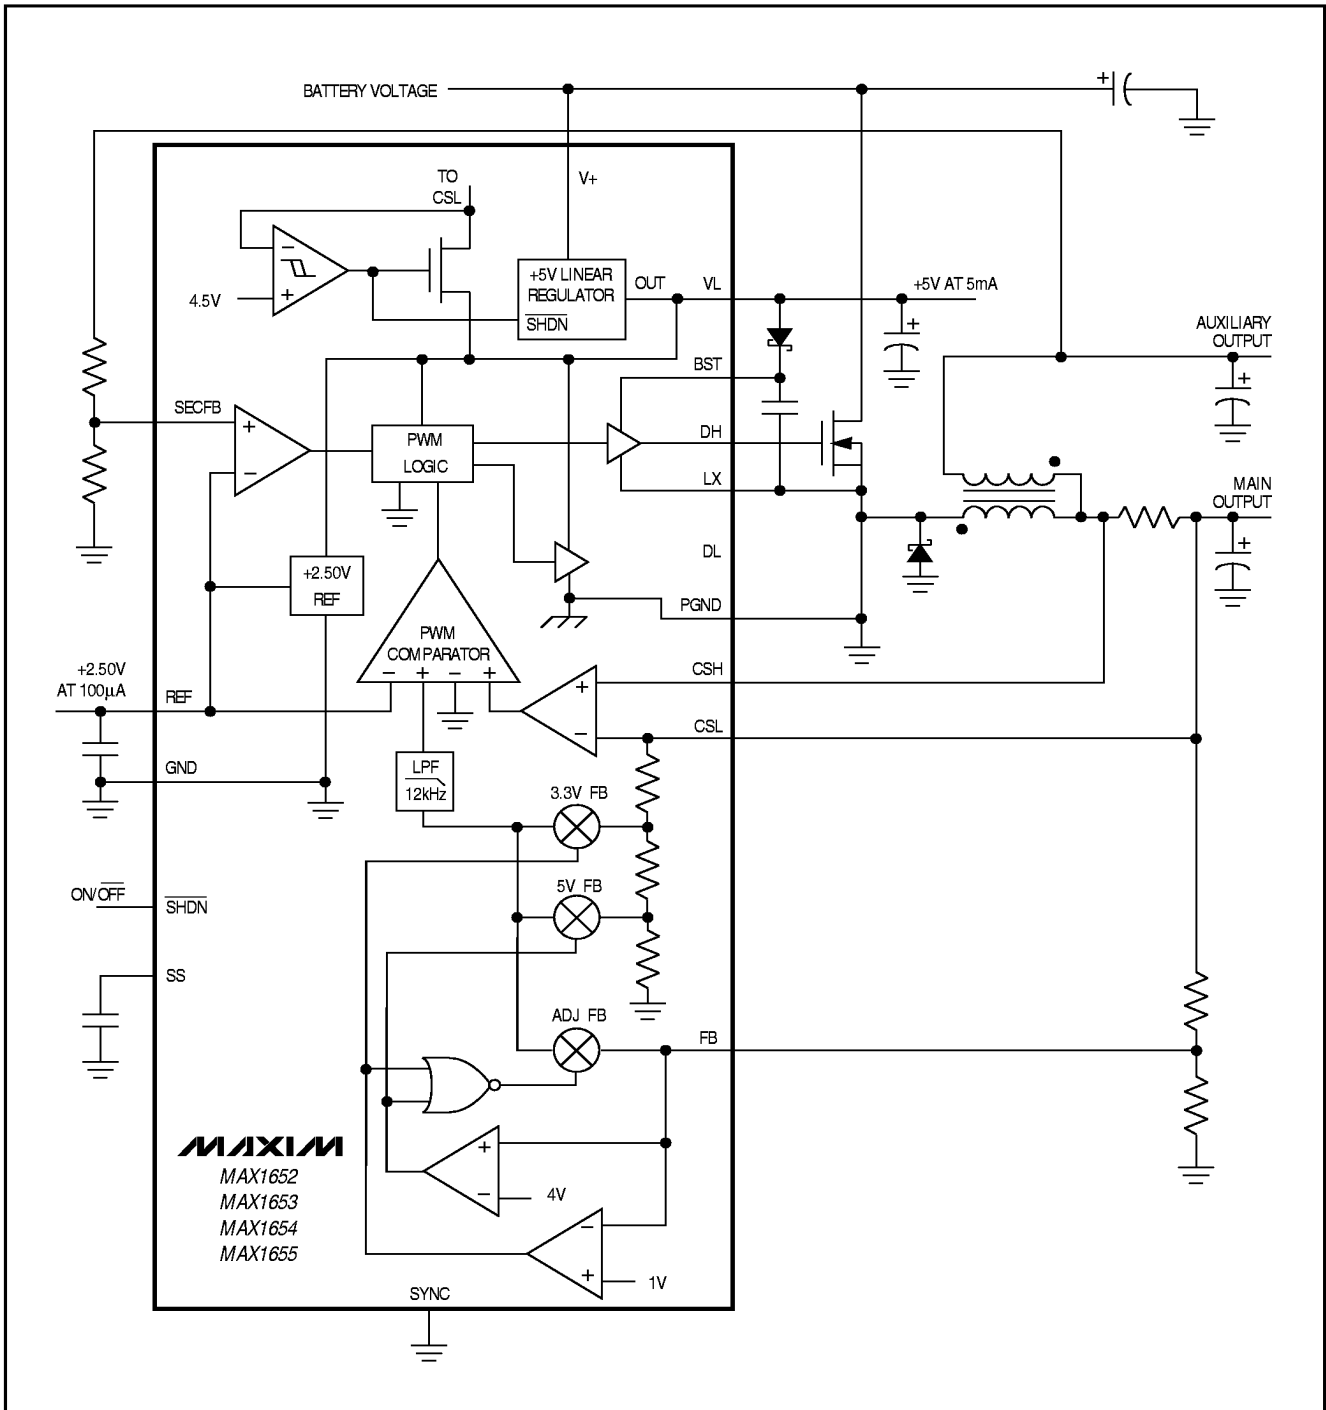 BATTERY VOLTAGE
+
TO
CSL
V+
−
+
4.5V
+5V LINEAR
REGULATOR
SHDN
OUT
VL
+5V AT 5mA
+
AUXILIARY
OUTPUT
+
BST
SECFB
+
−
PWM
LOGIC
DH
LX
MAIN
OUTPUT
+
DL
+2.50V
REF
PGND
PWM
COMPARATOR
− + − +
+2.50V
AT 100µA
REF
CSH
+
−
CSL
GND
LPF
12kHz
3.3V FB
ON/OFF
SHDN
5V FB
SS
ADJ FB
FB
MAXIM
MAX1652
MAX1653
MAX1654
MAX1655
+
−
4V
−
+
1V
SYNC